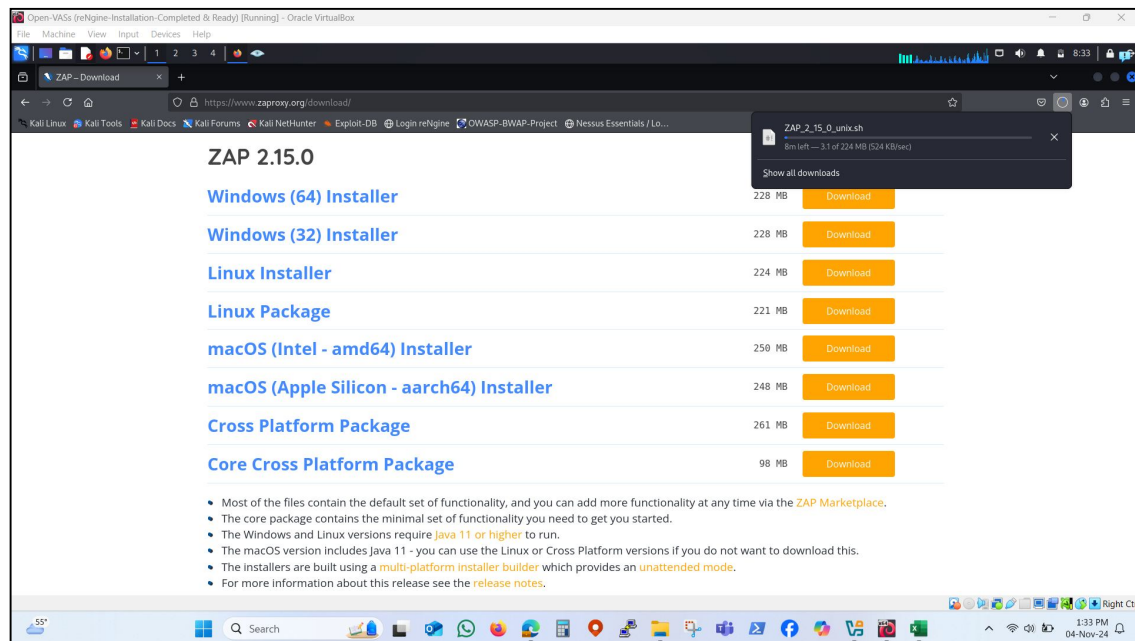 Open-VASs (reNgine-Installation-Completed & Ready) [Running] - Oracle VirtualBox
File Machine View Input Devices Help
1 2 3 4 8:33
ZAP – Download
https://www.zaproxy.org/download/
Kali Linux Kali Tools Kali Docs Kali Forums Kali NetHunter Exploit-DB Login reNgine OWASP-BWAP-Project Nessus Essentials / Lo...
ZAP_2_15_0_unix.sh
8m left — 3.1 of 224 MB (524 KB/sec)
Show all downloads
ZAP 2.15.0
Windows (64) Installer 228 MB Download
Windows (32) Installer 228 MB Download
Linux Installer 224 MB Download
Linux Package 221 MB Download
macOS (Intel - amd64) Installer 250 MB Download
macOS (Apple Silicon - aarch64) Installer 248 MB Download
Cross Platform Package 261 MB Download
Core Cross Platform Package 98 MB Download
• Most of the files contain the default set of functionality, and you can add more functionality at any time via the ZAP Marketplace.
• The core package contains the minimal set of functionality you need to get you started.
• The Windows and Linux versions require Java 11 or higher to run.
• The macOS version includes Java 11 - you can use the Linux or Cross Platform versions if you do not want to download this.
• The installers are built using a multi-platform installer builder which provides an unattended mode.
• For more information about this release see the release notes.
Right Ct
55°
Search
1:33 PM
04-Nov-24